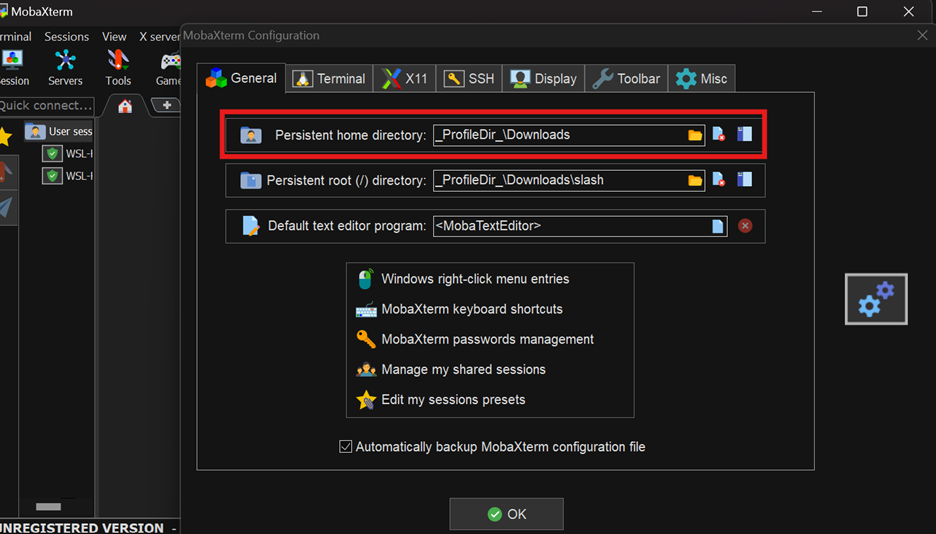 MobaXterm
rminal Sessions View X server
MobaXterm Configuration
ession Servers Tools Game
General Terminal X11 SSH Display Toolbar Misc
Quick connect...
User sess
WSL-
WSL-
Persistent home directory: _ProfileDir_\Downloads
Persistent root (/) directory: _ProfileDir_\Downloads\slash
Default text editor program: <MobaTextEditor>
Windows right-click menu entries
MobaXterm keyboard shortcuts
MobaXterm passwords management
Manage my shared sessions
Edit my sessions presets
Automatically backup MobaXterm configuration file
OK
UNREGISTERED VERSION -